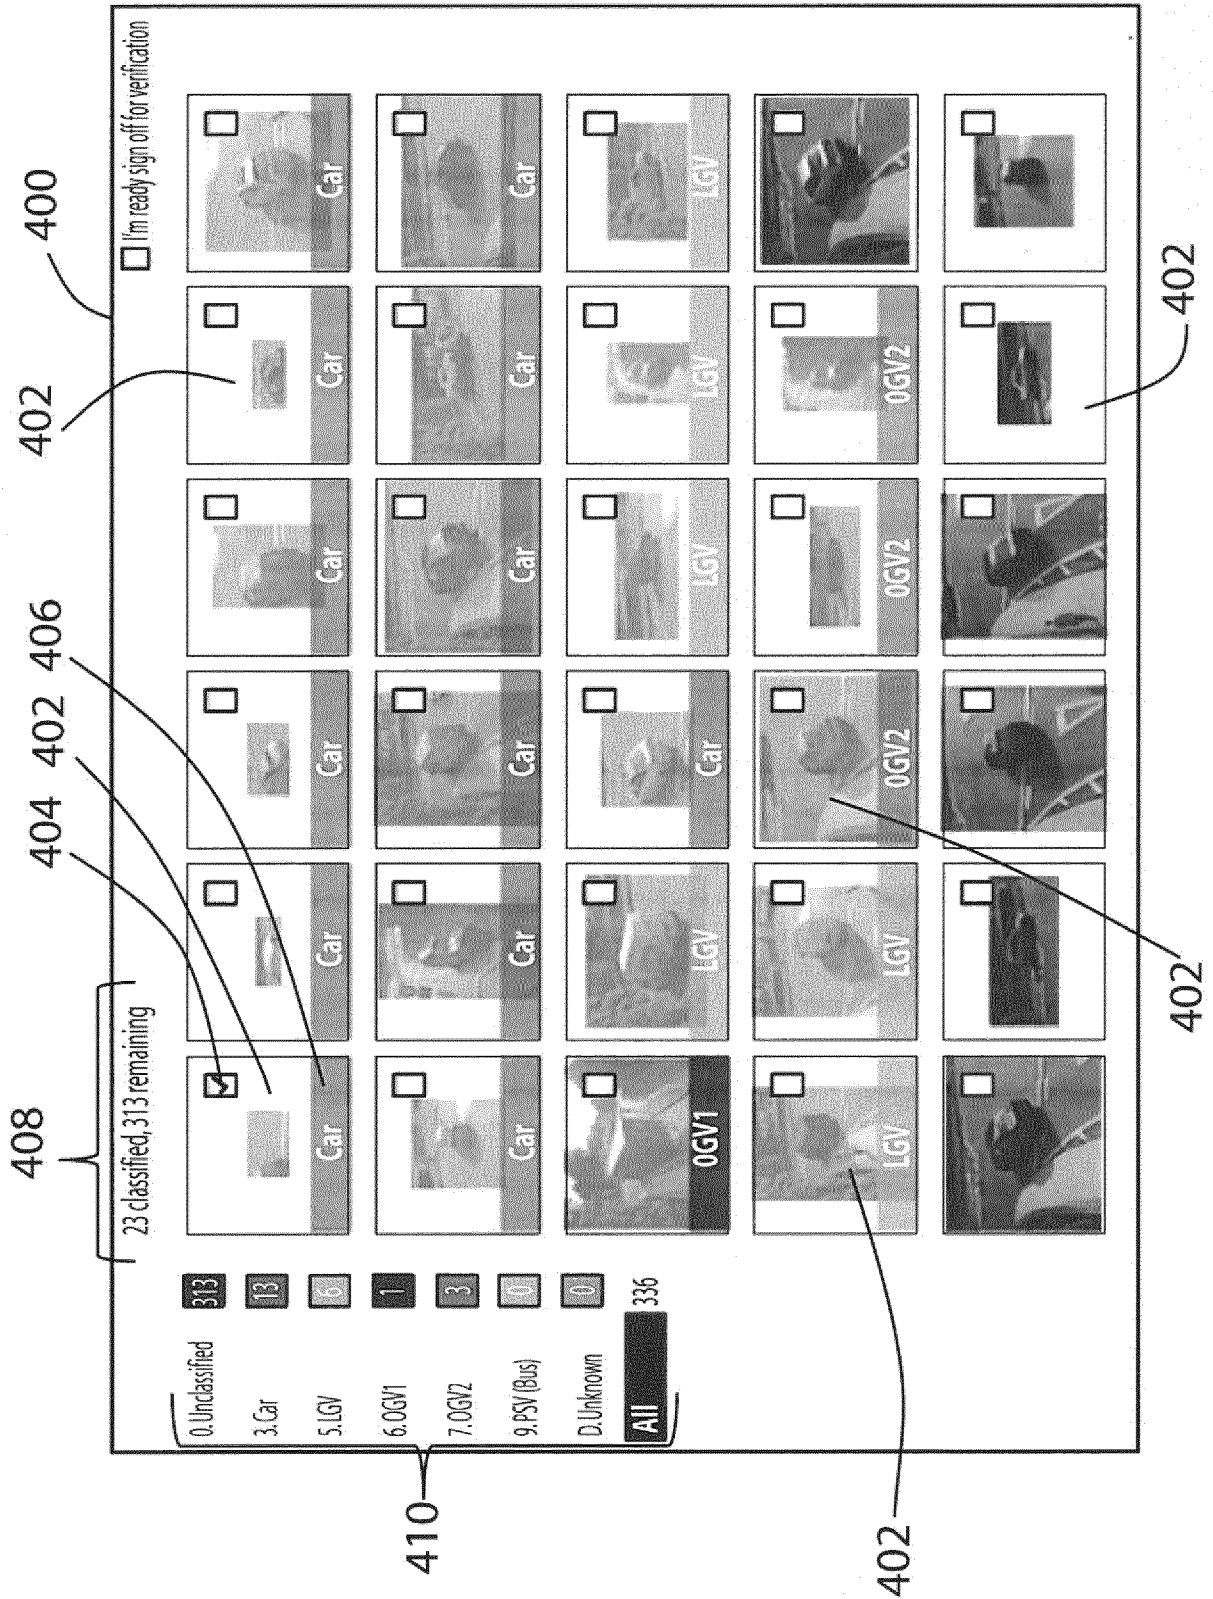 408
404
402
406
402
400
23 classified, 313 remaining
I'm ready sign off for verification
410
0.Unclassified 313
3.Car 13
5.LGV 6
6.OGV1 1
7.OGV2 3
9.PSV (Bus) 0
D.Unknown 0
All 336
Car Car Car Car Car Car
Car Car Car Car Car Car
OGV1 LGV Car LGV LGV LGV
LGV LGV OGV2 OGV2 OGV2
402
402
402